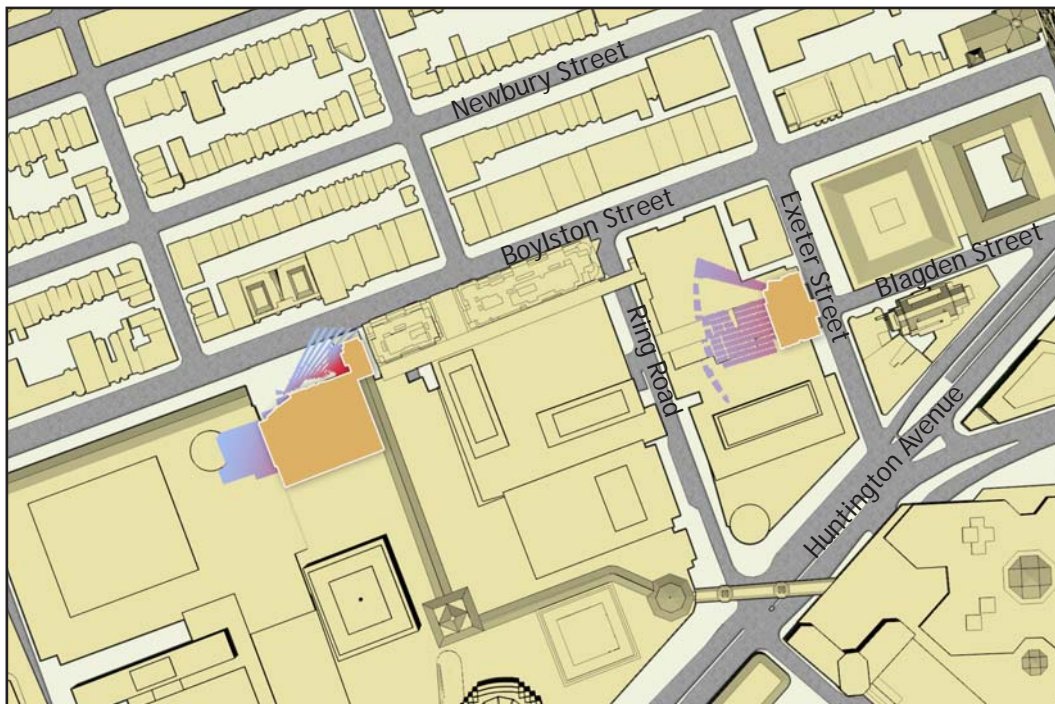 Newbury Street
Boylston Street
Exeter Street
Blagden Street
Ring Road
Huntington Avenue